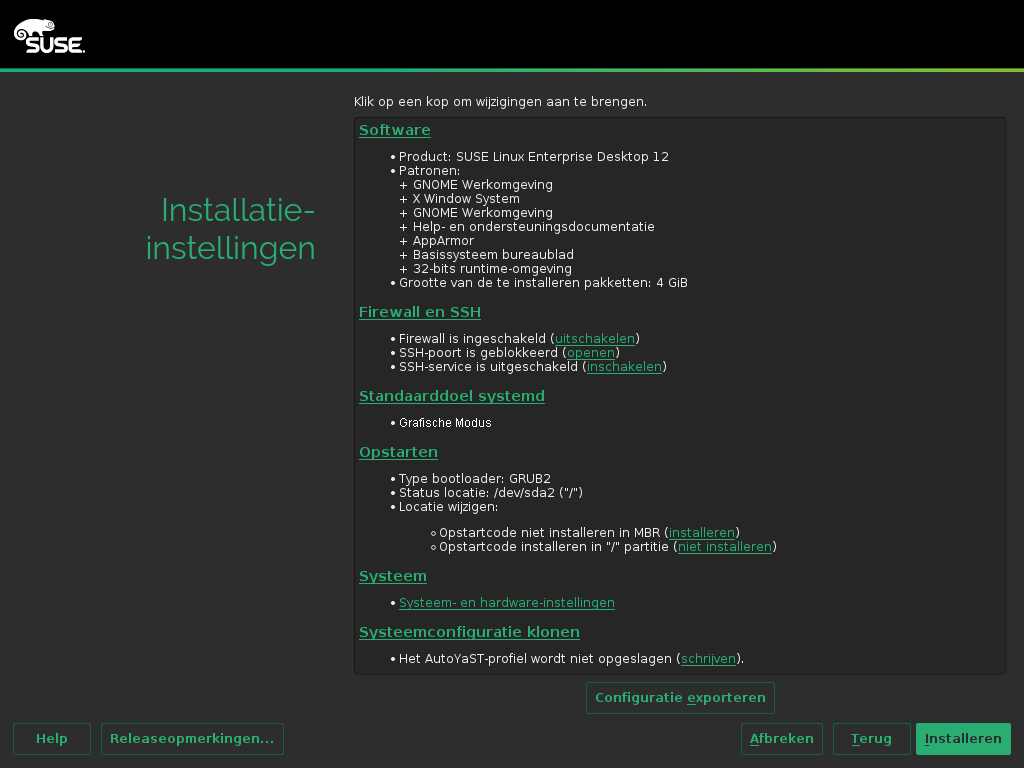 SUSE.
Klik op een kop om wijzigingen aan te brengen.
Installatie-
instellingen
Software
• Product: SUSE Linux Enterprise Desktop 12
• Patronen:
+ GNOME Werkomgeving
+ X Window System
+ GNOME Werkomgeving
+ Help- en ondersteuningsdocumentatie
+ AppArmor
+ Basissysteem bureaublad
+ 32-bits runtime-omgeving
• Grootte van de te installeren pakketten: 4 GiB
Firewall en SSH
• Firewall is ingeschakeld (uitschakelen)
• SSH-poort is geblokkeerd (openen)
• SSH-service is uitgeschakeld (inschakelen)
Standaarddoel systemd
• Grafische Modus
Opstarten
• Type bootloader: GRUB2
• Status locatie: /dev/sda2 ("/")
• Locatie wijzigen:
◦ Opstartcode niet installeren in MBR (installeren)
◦ Opstartcode installeren in "/" partitie (niet installeren)
Systeem
• Systeem- en hardware-instellingen
Systeemconfiguratie klonen
• Het AutoYaST-profiel wordt niet opgeslagen (schrijven).
Configuratie exporteren
Help
Releaseopmerkingen...
Afbreken
Terug
Installeren